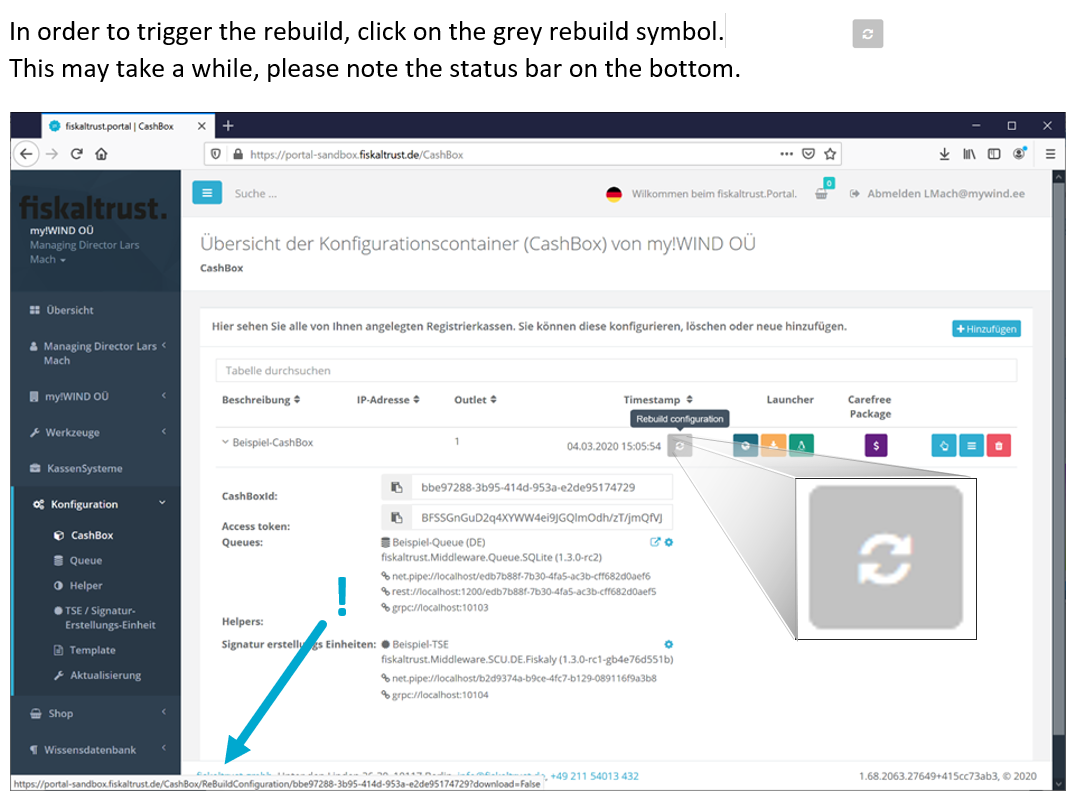 In order to trigger the rebuild, click on the grey rebuild symbol.
This may take a while, please note the status bar on the bottom.
fiskaltrust.portal | CashBox
https://portal-sandbox.fiskaltrust.de/CashBox
fiskaltrust.
my!WIND OÜ
Managing Director Lars
Mach
Suche ...
Wilkommen beim fiskaltrust.Portal.
0
Abmelden LMach@mywind.ee
Übersicht der Konfigurationscontainer (CashBox) von my!WIND OÜ
CashBox
Übersicht
Managing Director Lars
Mach
my!WIND OÜ
Werkzeuge
KassenSysteme
Konfiguration
CashBox
Queue
Helper
TSE / Signatur-
Erstellungs-Einheit
Template
Aktualisierung
Shop
Wissensdatenbank
Hier sehen Sie alle von Ihnen angelegten Registrierkassen. Sie können diese konfigurieren, löschen oder neue hinzufügen.
Hinzufügen
Tabelle durchsuchen
Beschreibung IP-Adresse Outlet Timestamp Launcher Carefree
Package
Rebuild configuration
Beispiel-CashBox 1 04.03.2020 15:05:54
CashBoxId: bbe97288-3b95-414d-953a-e2de95174729
Access token: BFSSGnGuD2q4XYWW4ei9JGQlmOdh/zT/jmQfVJ
Queues: Beispiel-Queue (DE)
fiskaltrust.Middleware.Queue.SQLite (1.3.0-rc2)
net.pipe://localhost/edb7b88f-7b30-4fa5-ac3b-cff682d0aef6
rest://localhost:1200/edb7b88f-7b30-4fa5-ac3b-cff682d0aef5
grpc://localhost:10103
!
Helpers:
Signatur erstellungs Einheiten: Beispiel-TSE
fiskaltrust.Middleware.SCU.DE.Fiskaly (1.3.0-rc1-gb4e76d551b)
net.pipe://localhost/b2d9374a-b9ce-4fc7-b129-089116f9a3b8
grpc://localhost:10104
+49 211 54013 432
1.68.2063.27649+415cc73ab3, © 2020
https://portal-sandbox.fiskaltrust.de/CashBox/ReBuildConfiguration/bbe97288-3b95-414d-953a-e2de95174729?download=False